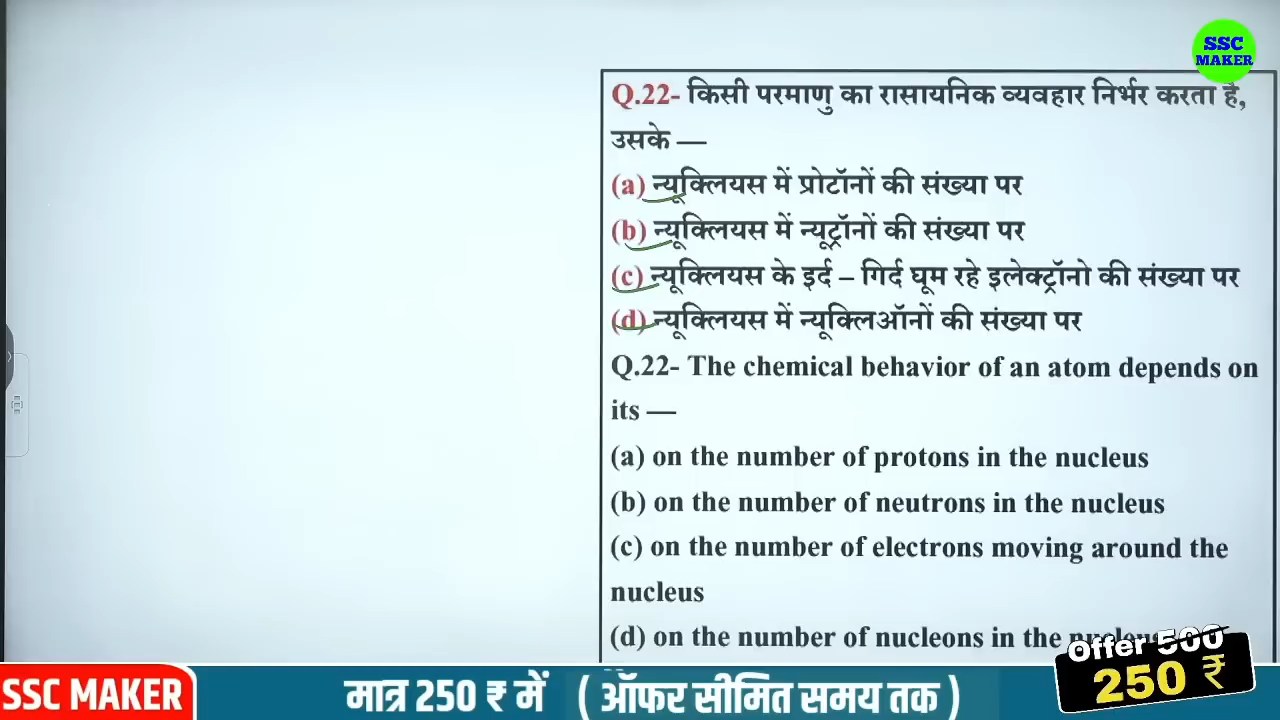 SSC
MAKER
Q.22- किसी परमाणु का रासायनिक व्यवहार निर्भर करता है,
उसके —
(a) न्यूक्लियस में प्रोटॉनों की संख्या पर
(b) न्यूक्लियस में न्यूट्रॉनों की संख्या पर
(c) न्यूक्लियस के इर्द – गिर्द घूम रहे इलेक्ट्रॉनो की संख्या पर
(d) न्यूक्लियस में न्यूक्लिऑनों की संख्या पर
Q.22- The chemical behavior of an atom depends on
its —
(a) on the number of protons in the nucleus
(b) on the number of neutrons in the nucleus
(c) on the number of electrons moving around the
nucleus
(d) on the number of nucleons in the nucleus
Offer 500
250 ₹
SSC MAKER
मात्र 250 ₹ में ( ऑफर सीमित समय तक )